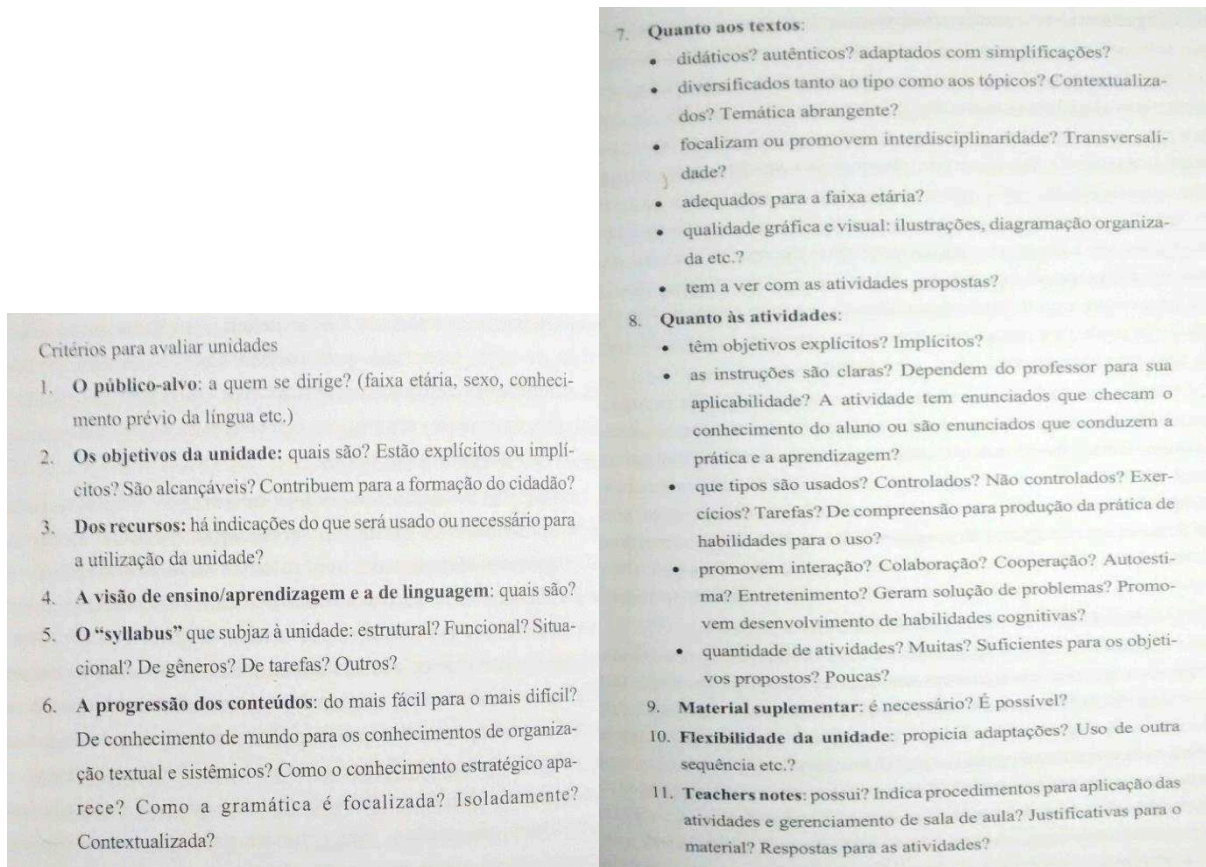 Critérios para avaliar unidades
1. O público-alvo: a quem se dirige? (faixa etária, sexo, conheci-
mento prévio da língua etc.)
2. Os objetivos da unidade: quais são? Estão explícitos ou implí-
citos? São alcançáveis? Contribuem para a formação do cidadão?
3. Dos recursos: há indicações do que será usado ou necessário para
a utilização da unidade?
4. A visão de ensino/aprendizagem e a de linguagem: quais são?
5. O “syllabus” que subjaz à unidade: estrutural? Funcional? Situa-
cional? De gêneros? De tarefas? Outros?
6. A progressão dos conteúdos: do mais fácil para o mais difícil?
De conhecimento de mundo para os conhecimentos de organiza-
ção textual e sistêmicos? Como o conhecimento estratégico apa-
rece? Como a gramática é focalizada? Isoladamente?
Contextualizada?
7. Quanto aos textos:
• didáticos? autênticos? adaptados com simplificações?
• diversificados tanto ao tipo como aos tópicos? Contextualiza-
dos? Temática abrangente?
• focalizam ou promovem interdisciplinaridade? Transversali-
dade?
• adequados para a faixa etária?
• qualidade gráfica e visual: ilustrações, diagramação organiza-
da etc.?
• tem a ver com as atividades propostas?
8. Quanto às atividades:
• têm objetivos explícitos? Implícitos?
• as instruções são claras? Dependem do professor para sua
aplicabilidade? A atividade tem enunciados que checam o
conhecimento do aluno ou são enunciados que conduzem a
prática e a aprendizagem?
• que tipos são usados? Controlados? Não controlados? Exer-
cícios? Tarefas? De compreensão para produção da prática de
habilidades para o uso?
• promovem interação? Colaboração? Cooperação? Autoesti-
ma? Entretenimento? Geram solução de problemas? Promo-
vem desenvolvimento de habilidades cognitivas?
• quantidade de atividades? Muitas? Suficientes para os objeti-
vos propostos? Poucas?
9. Material suplementar: é necessário? É possível?
10. Flexibilidade da unidade: propicia adaptações? Uso de outra
sequência etc.?
11. Teachers notes: possui? Indica procedimentos para aplicação das
atividades e gerenciamento de sala de aula? Justificativas para o
material? Respostas para as atividades?